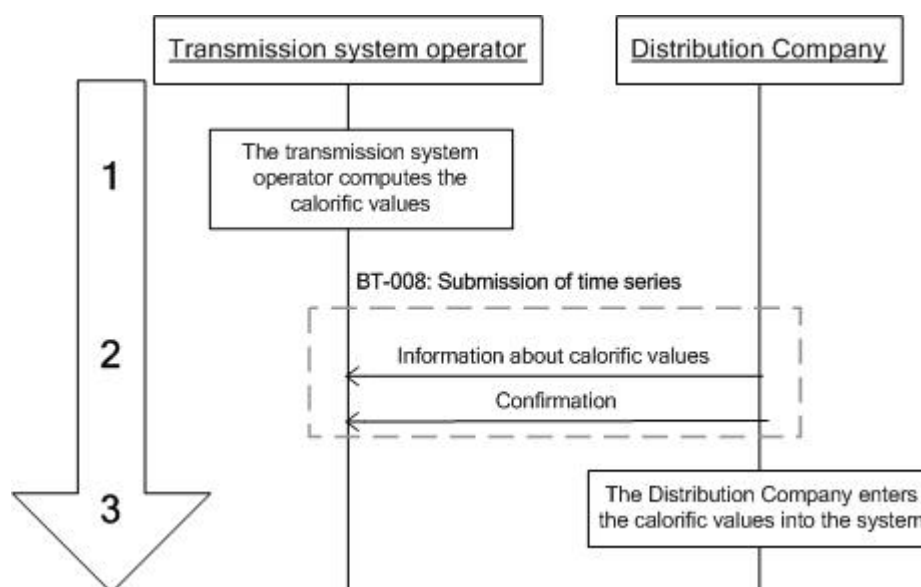 Transmission system operator
Distribution Company
1
The transmission system
operator computes the
calorific values
BT-008: Submission of time series
2
Information about calorific values
Confirmation
3
The Distribution Company enters
the calorific values into the system